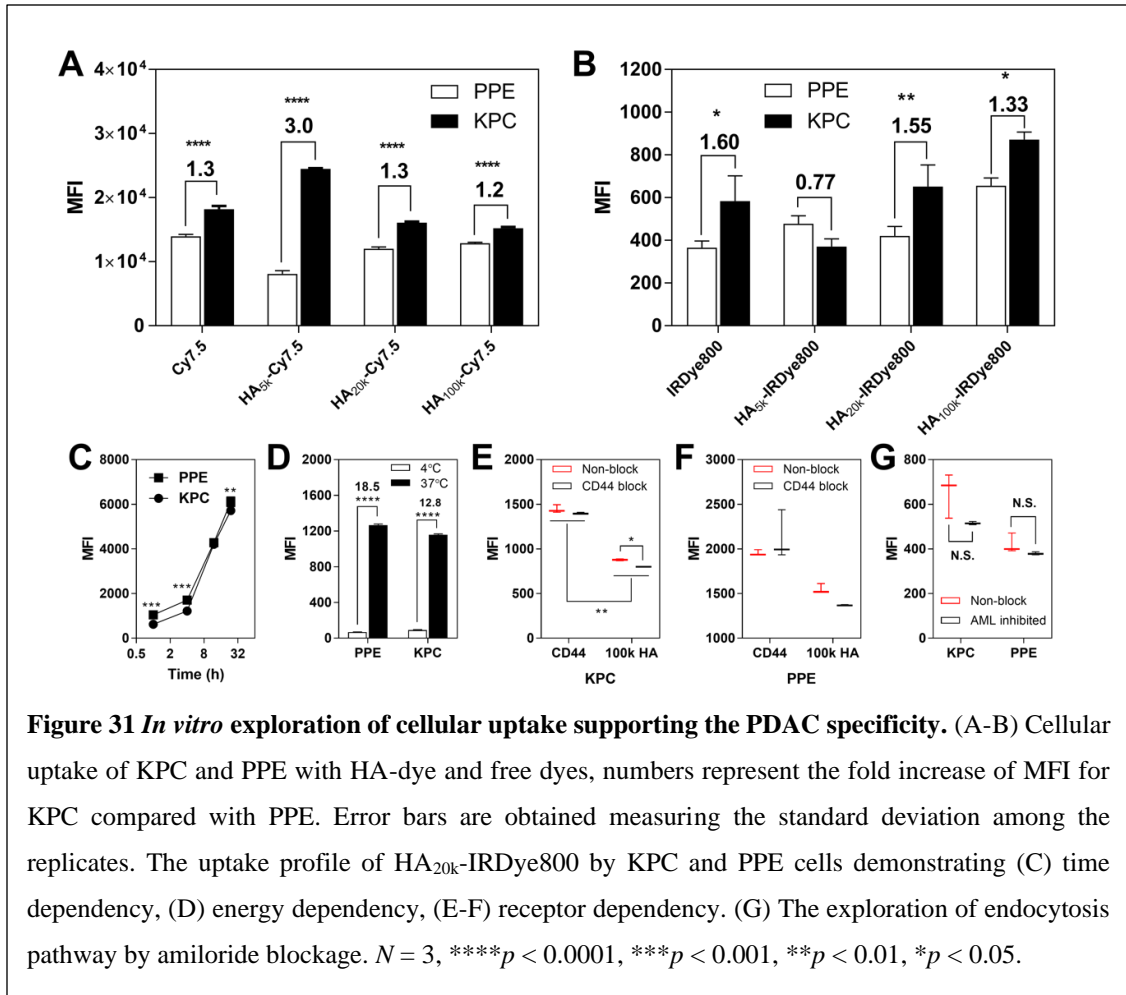 A
4×10⁴
3×10⁴
2×10⁴
1×10⁴
0
MFI
PPE
KPC
****
1.3
****
3.0
****
1.3
****
1.2
Cy7.5
HA5k-Cy7.5
HA20k-Cy7.5
HA100k-Cy7.5
B
1200
1000
800
600
400
200
0
MFI
PPE
KPC
*
1.60
0.77
**
1.55
*
1.33
IRDye800
HA5k-IRDye800
HA20k-IRDye800
HA100k-IRDye800
C
8000
6000
4000
2000
0
MFI
PPE
KPC
***
***
**
0.5 2 8 32
Time (h)
D
2000
1600
1200
800
400
0
MFI
4°C
37°C
18.5
****
12.8
****
PPE KPC
E
2000
1500
1000
500
0
MFI
Non-block
CD44 block
*
**
CD44 100k HA
KPC
F
3000
2500
2000
1500
1000
MFI
Non-block
CD44 block
CD44 100k HA
PPE
G
800
600
400
200
0
MFI
N.S.
N.S.
Non-block
AML inhibited
KPC PPE
Figure 31 In vitro exploration of cellular uptake supporting the PDAC specificity. (A-B) Cellular
uptake of KPC and PPE with HA-dye and free dyes, numbers represent the fold increase of MFI for
KPC compared with PPE. Error bars are obtained measuring the standard deviation among the
replicates. The uptake profile of HA20k-IRDye800 by KPC and PPE cells demonstrating (C) time
dependency, (D) energy dependency, (E-F) receptor dependency. (G) The exploration of endocytosis
pathway by amiloride blockage. N = 3, ****p < 0.0001, ***p < 0.001, **p < 0.01, *p < 0.05.